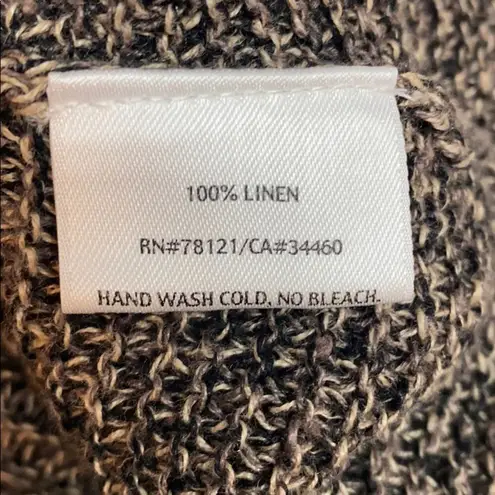 100% LINEN
RN#78121/CA#34460
HAND WASH COLD, NO BLEACH.